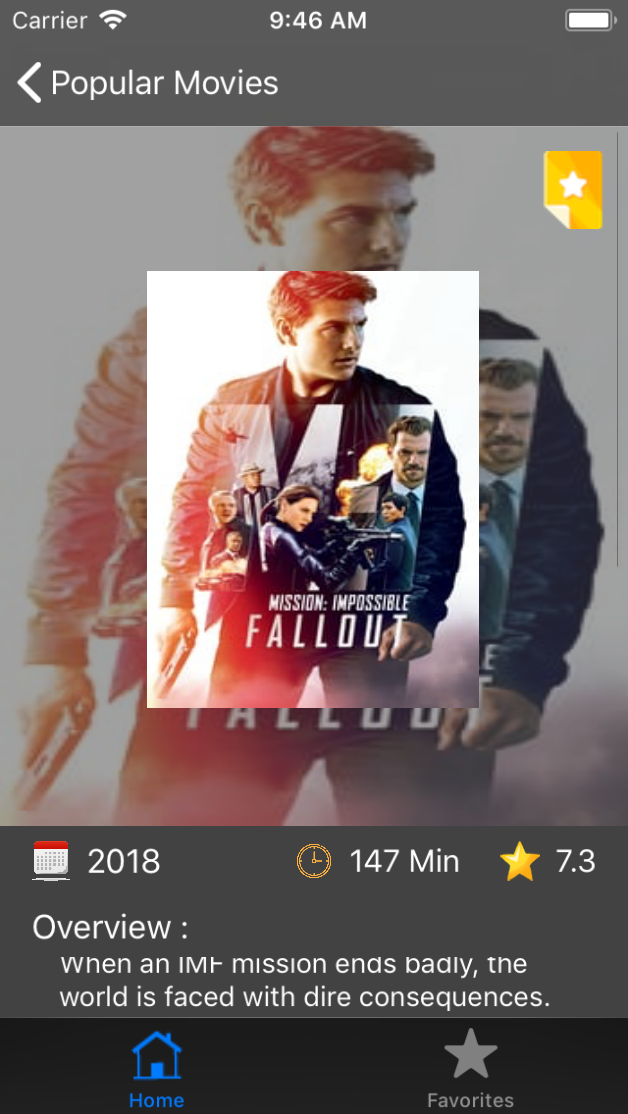 Carrier 9:46 AM
Popular Movies
MISSION: IMPOSSIBLE
FALLOUT
FALLOUT
2018 147 Min 7.3
Overview :
When an IMF mission ends badly, the
world is faced with dire consequences.
Home Favorites